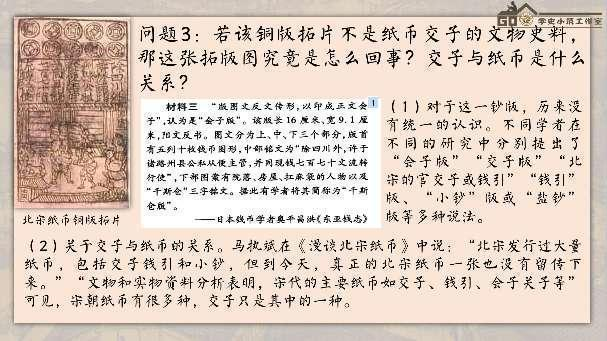 学史小筑工作室
问题3：若该铜版拓片不是纸币交子的文物史料，
那这张拓版图究竟是怎么回事？交子与纸币是什么
关系？
材料三 “版图文反文传形，以印成正文会
子”，认为是“会子版”。该版长16厘米，宽9.1厘
米，阳文反书。图文分为上、中、下三个部分，版首
有五列十枚钱币图形，中部铭文为“除四川外，许于
诸路州县公私从便主管，并同现钱七百七十文流转
行使”，下部图案有院落、房屋、扛麻袋的人物以及
“千斯仓”三字铭文。据此有学者将其简称为“千斯
仓版”。
——日本钱币学者奥平昌洪《东亚钱志》
1
（1）对于这一钞版，历来没
有统一的认识。不同学者在
不同的研究中分别提出了
“会子版”“交子版”“北
宋的官交子或钱引”“钱引”
版、“小钞”版或“盐钞”
版等多种说法。
北宋纸币铜版拓片
（2）关于交子与纸币的关系。马执斌在《漫谈北宋纸币》中说：“北宋发行过大量
纸币，包括交子钱引和小钞，但到今天，真正的北宋纸币一张也没有留传下
来。”“文物和实物资料分析表明，宋代的主要纸币如交子、钱引、会子关子等”
可见，宋朝纸币有很多种，交子只是其中的一种。